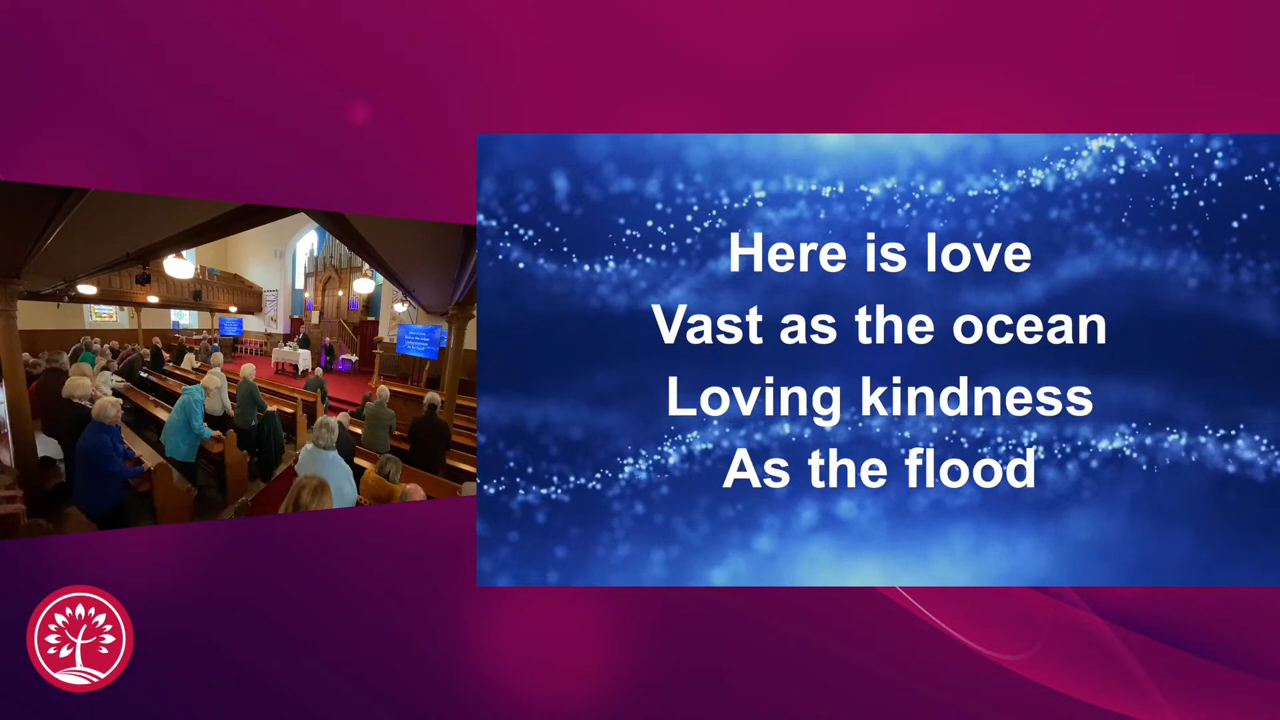 Here is love
Vast as the ocean
Loving kindness
As the flood